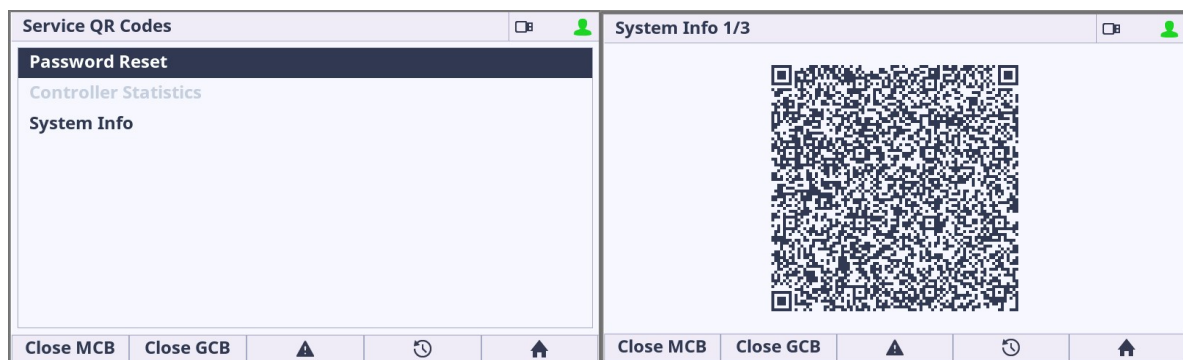 Service QR Codes
Password Reset
Controller Statistics
System Info
Close MCB Close GCB
System Info 1/3
Close MCB Close GCB